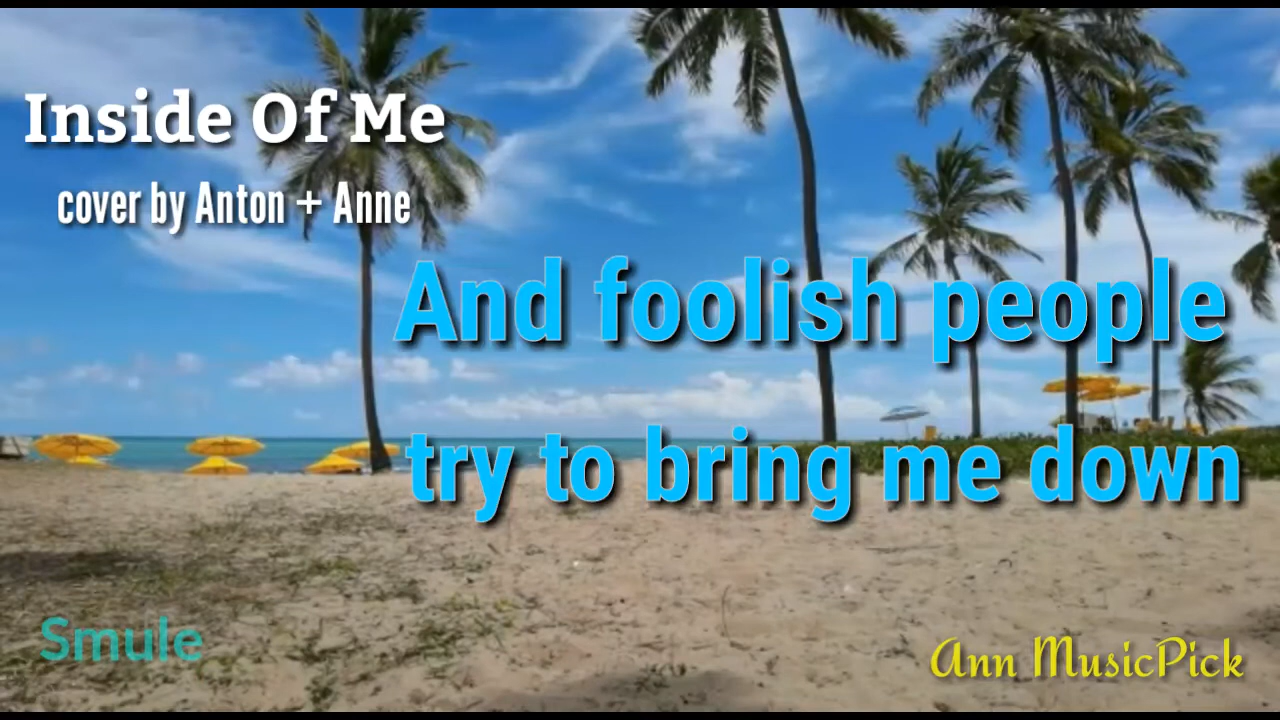 Inside Of Me
cover by Anton + Anne
And foolish people
try to bring me down
Smule
Ann MusicPick